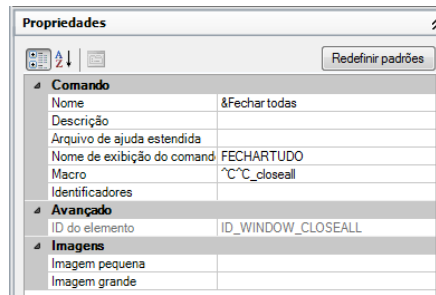 Propriedades
Redefinir padrões
Comando
Nome &Fechar todas
Descrição
Arquivo de ajuda estendida
Nome de exibição do comand FECHARTUDO
Macro ^C^C_closeall
Identificadores
Avançado
ID do elemento ID_WINDOW_CLOSEALL
Imagens
Imagem pequena
Imagem grande